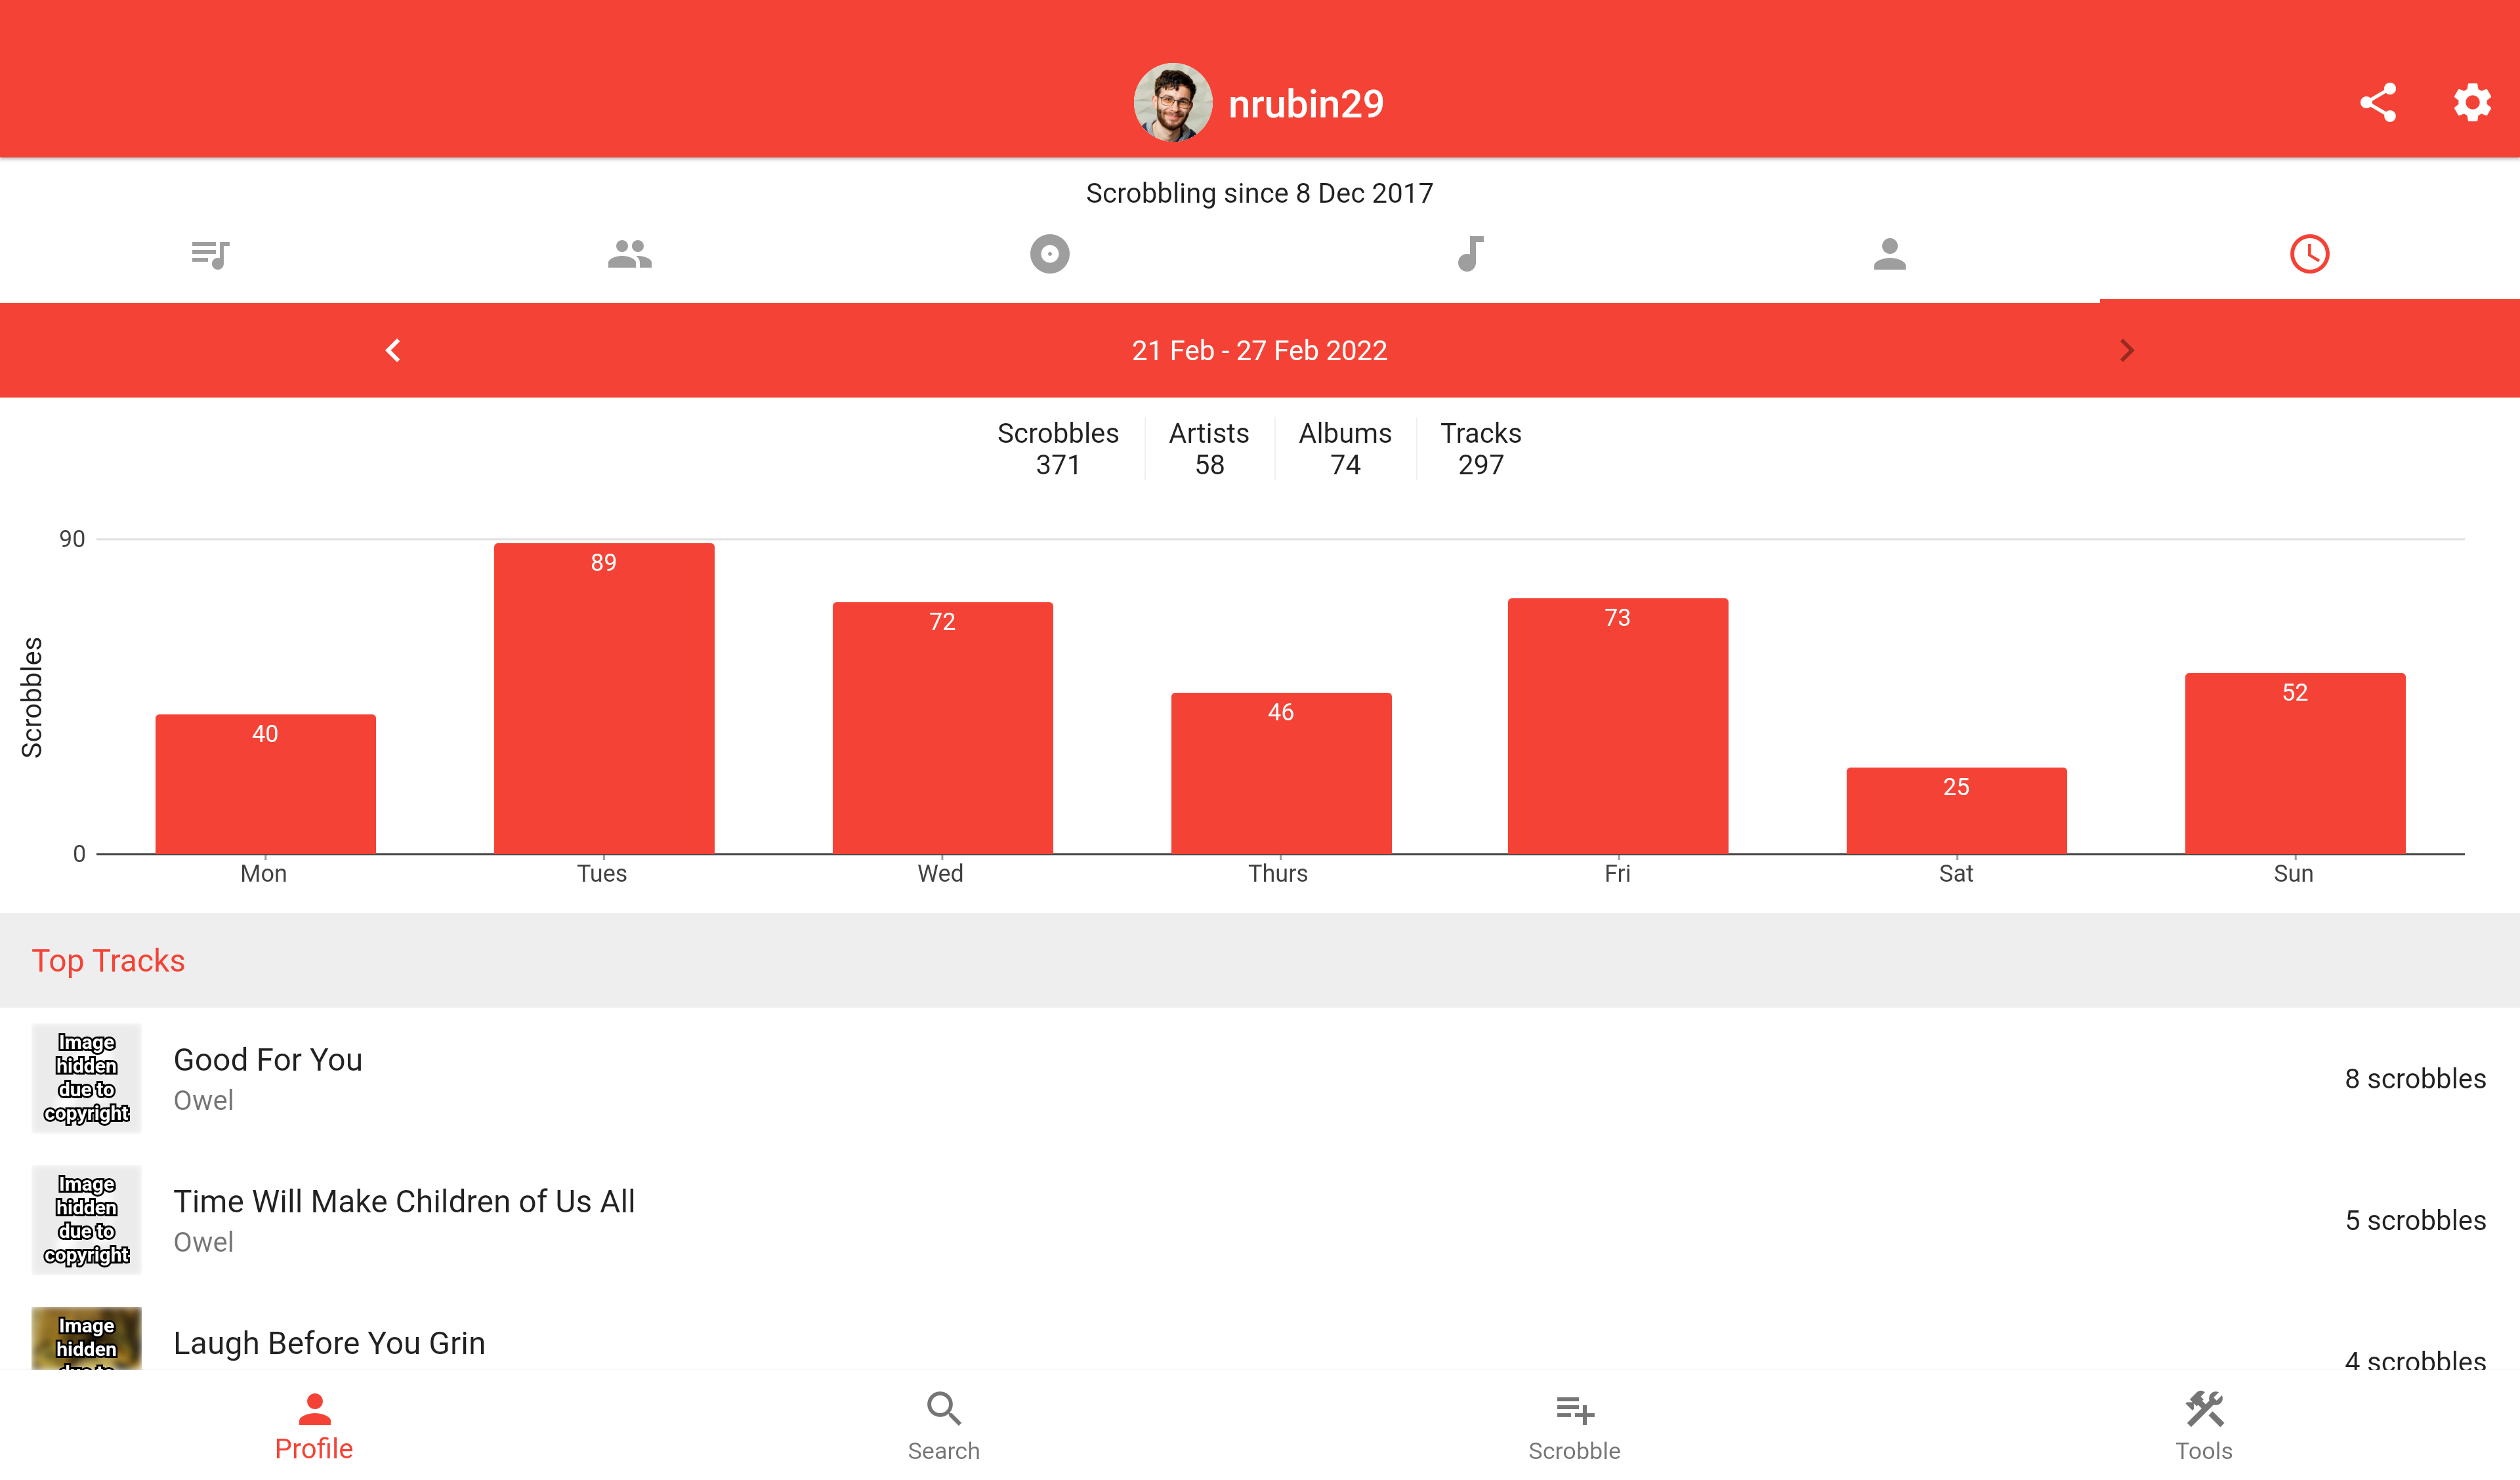 nrubin29
Scrobbling since 8 Dec 2017
21 Feb - 27 Feb 2022
Scrobbles Artists Albums Tracks
371 58 74 297
90
89
72
73
52
46
40
25
Scrobbles
0
Mon Tues Wed Thurs Fri Sat Sun
Top Tracks
Image
hidden
due to
copyright
Good For You
Owel
8 scrobbles
Image
hidden
due to
copyright
Time Will Make Children of Us All
Owel
5 scrobbles
Image
hidden
due to
Laugh Before You Grin
4 scrobbles
Profile Search Scrobble Tools